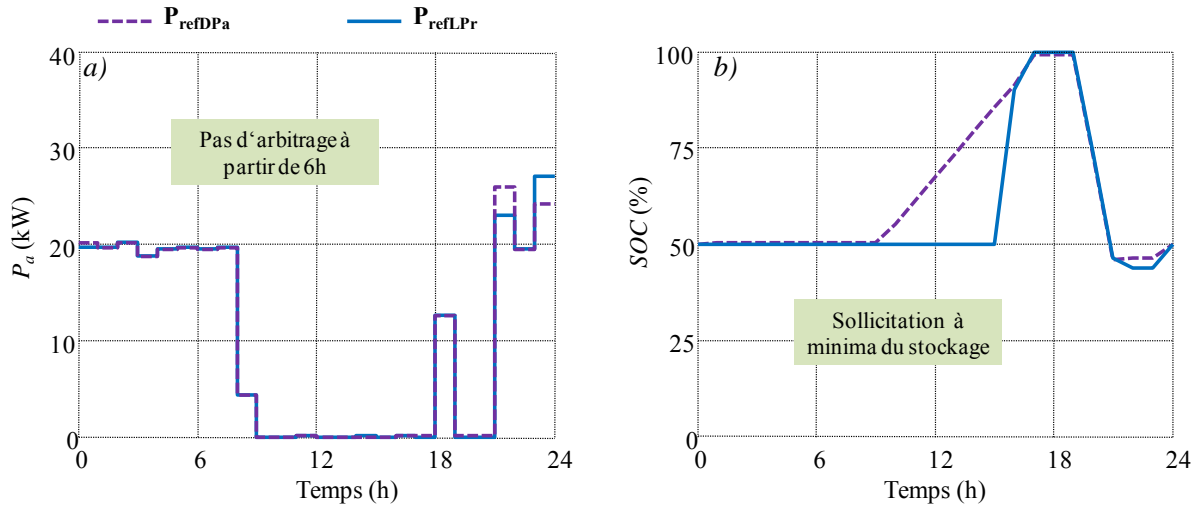 PrefDPa
PrefLPr
a)
40
30
20
10
0
Pa (kW)
Pas d‘arbitrage à
partir de 6h
0
6
12
18
24
Temps (h)
b)
100
75
50
25
0
SOC (%)
Sollicitation à
minima du stockage
0
6
12
18
24
Temps (h)